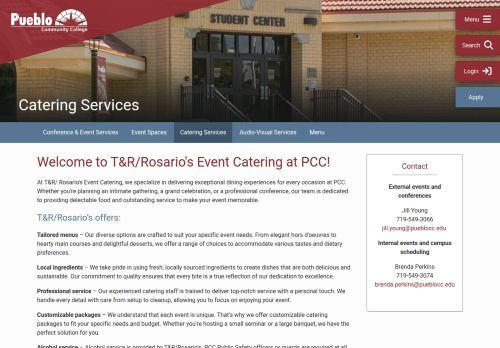 Pueblo
Community College
STUDENT CENTER
Menu
Search
Login
Apply
Catering Services
Conference & Event Services
Event Spaces
Catering Services
Audio-Visual Services
Menu
Welcome to T&R/Rosario's Event Catering at PCC!
At T&R/ Rosario's Event Catering, we specialize in delivering exceptional dining experiences for every occasion at PCC.
Whether you're planning an intimate gathering, a grand celebration, or a professional conference, our team is dedicated
to providing delectable food and outstanding service to make your event memorable.
T&R/Rosario's offers:
Tailored menus – Our diverse options are crafted to suit your specific needs and budget. From elegant hors d'oeuvres to
hearty main courses and delightful desserts, we offer a range of choices to accommodate various tastes and dietary
preferences.
Local ingredients – We take pride in using fresh, locally sourced ingredients to create dishes that are both delicious and
sustainable. Our commitment to quality ensures that every bite is a true reflection of our dedication to excellence.
Professional service – Our experienced catering staff is trained to deliver top-notch service with a personal touch. We
handle every detail with care from setup to cleanup, allowing you to focus on enjoying your event.
Customizable packages – We understand that each event is unique. That's why we offer customizable catering
packages to fit your specific needs and budget. Whether you're hosting a small seminar or a large banquet, we have the
perfect solution for you.
Alcohol service – Alcohol service is provided by T&R/Rosario's. PCC Public Safety officers or guards are required at all
Contact
External events and
conferences
Jill Young
719-549-3066
jill.young@pueblocc.edu
Internal events and campus
scheduling
Brenda Perkins
719-549-3074
brenda.perkins@pueblocc.edu